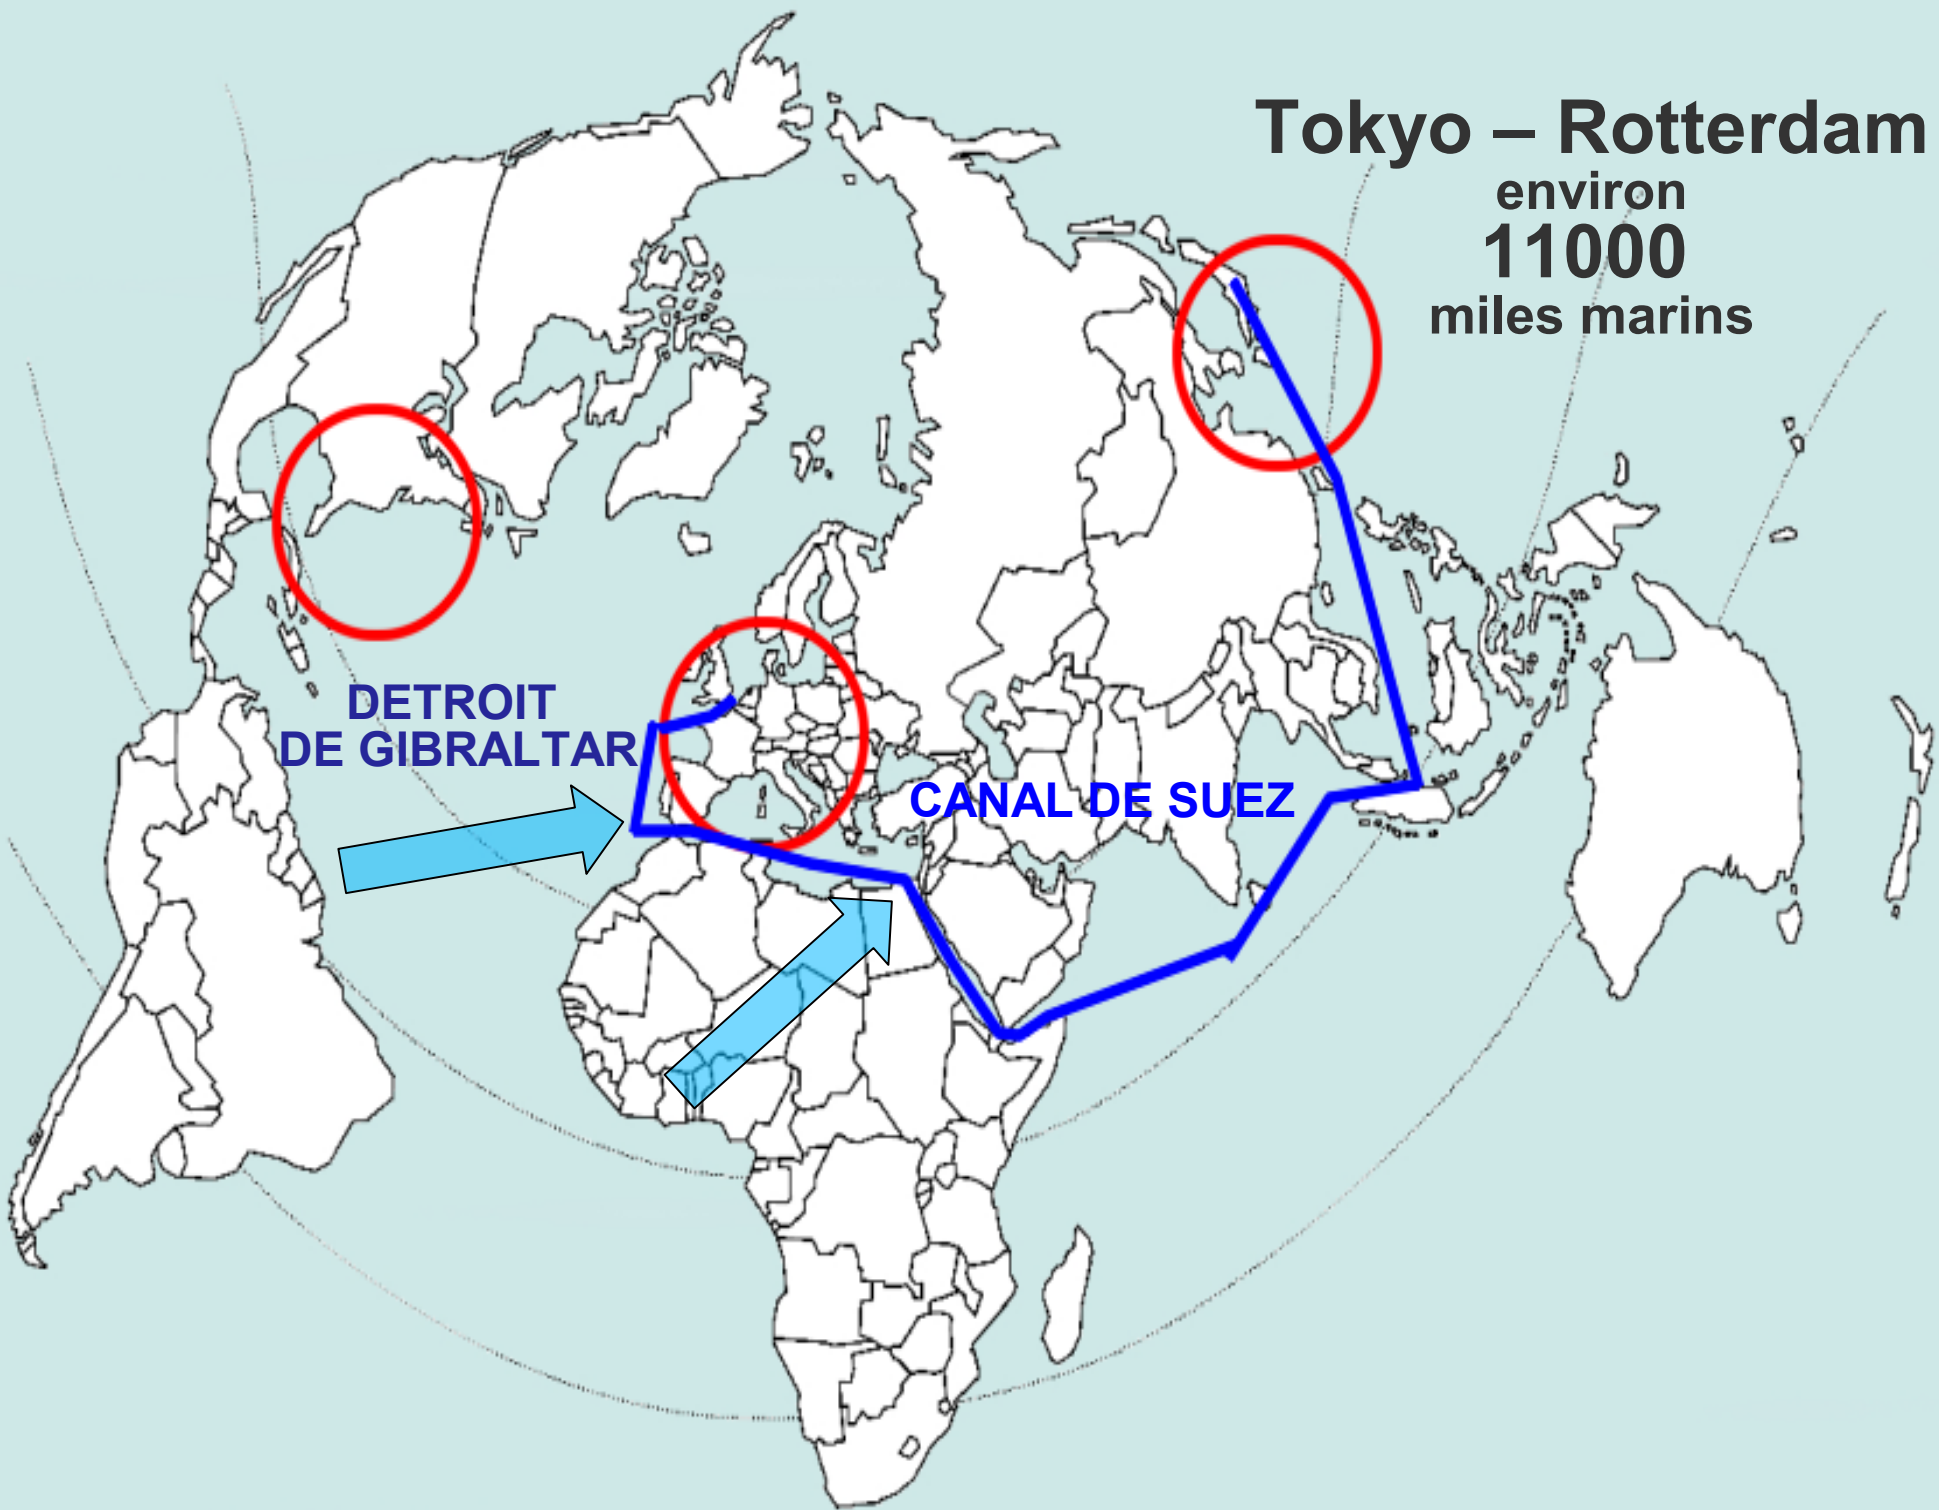 Tokyo – Rotterdam
environ
11000
miles marins
DETROIT
DE GIBRALTAR
CANAL DE SUEZ